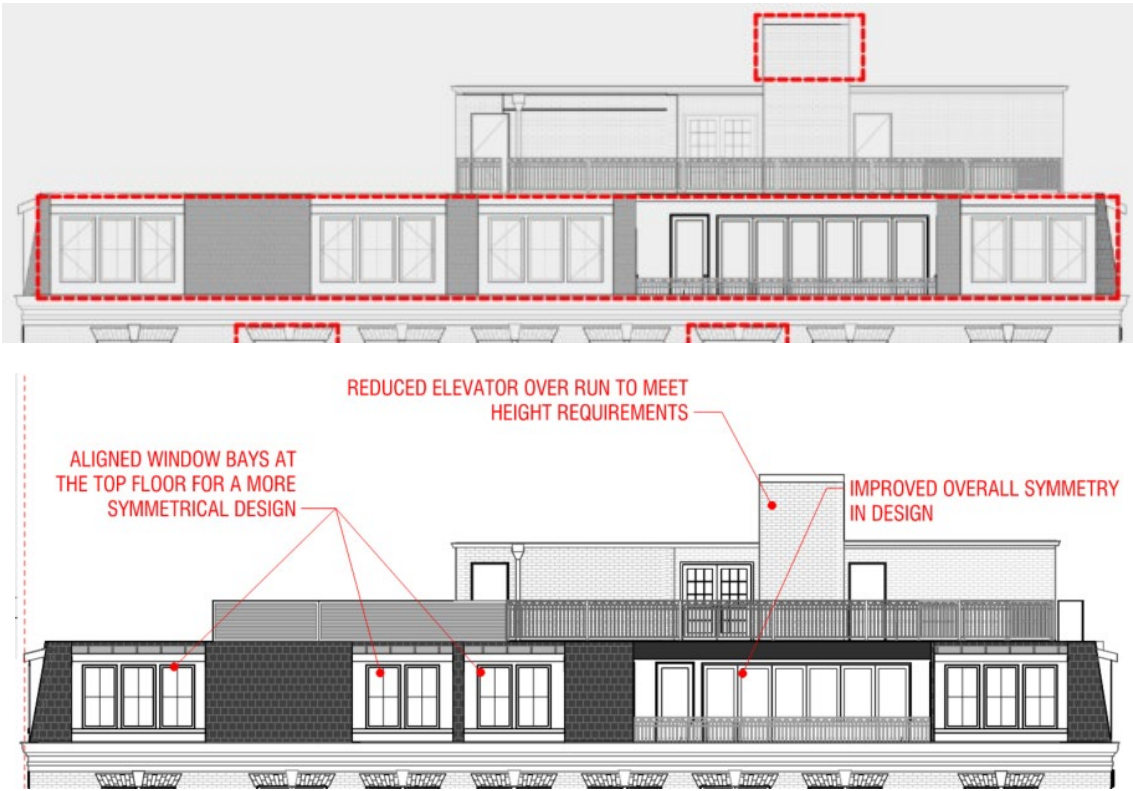 REDUCED ELEVATOR OVER RUN TO MEET
HEIGHT REQUIREMENTS
ALIGNED WINDOW BAYS AT
THE TOP FLOOR FOR A MORE
SYMMETRICAL DESIGN
IMPROVED OVERALL SYMMETRY
IN DESIGN